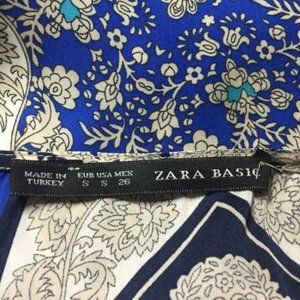 MADE IN TURKEY
EUR USA MEX
S S 26
ZARA BASIC